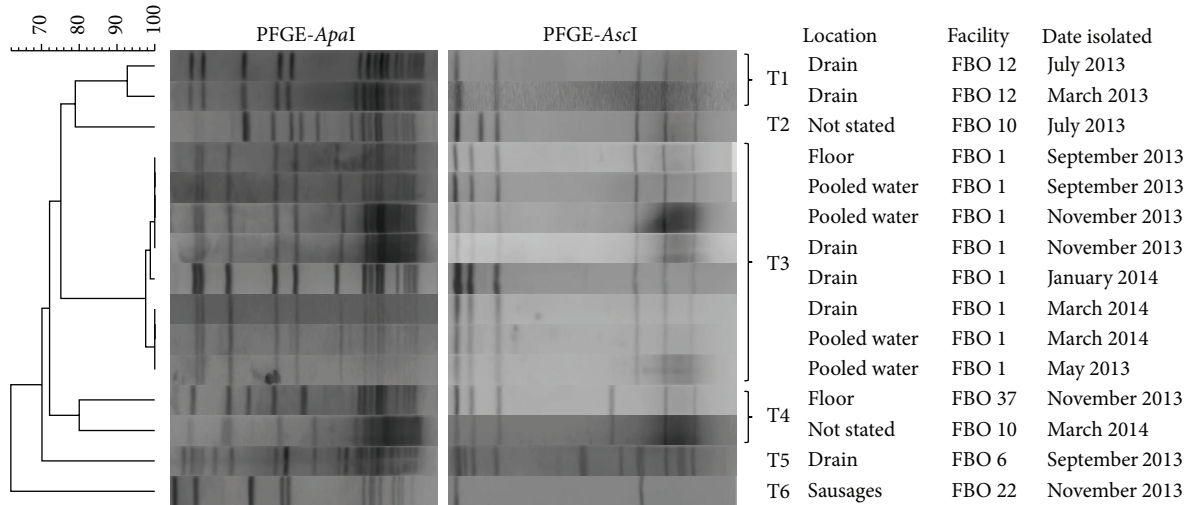 70 80 90 100
PFGE-ApaI PFGE-AscI Location Facility Date isolated
T1
Drain FBO 12 July 2013
Drain FBO 12 March 2013
T2 Not stated FBO 10 July 2013
Floor FBO 1 September 2013
Pooled water FBO 1 September 2013
Pooled water FBO 1 November 2013
Drain FBO 1 November 2013
T3
Drain FBO 1 January 2014
Drain FBO 1 March 2014
Pooled water FBO 1 March 2014
Pooled water FBO 1 May 2013
Floor FBO 37 November 2013
T4
Not stated FBO 10 March 2014
T5 Drain FBO 6 September 2013
T6 Sausages FBO 22 November 2013